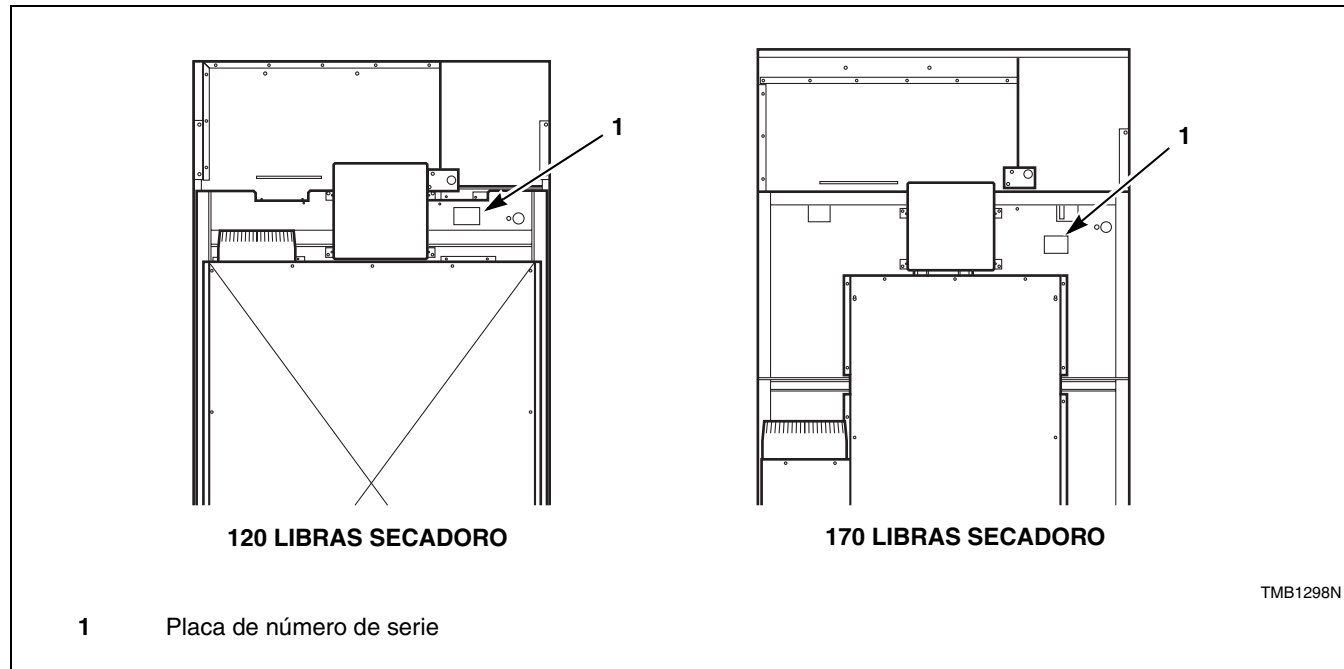 1
1
120 LIBRAS SECADORO
170 LIBRAS SECADORO
TMB1298N
1 Placa de número de serie